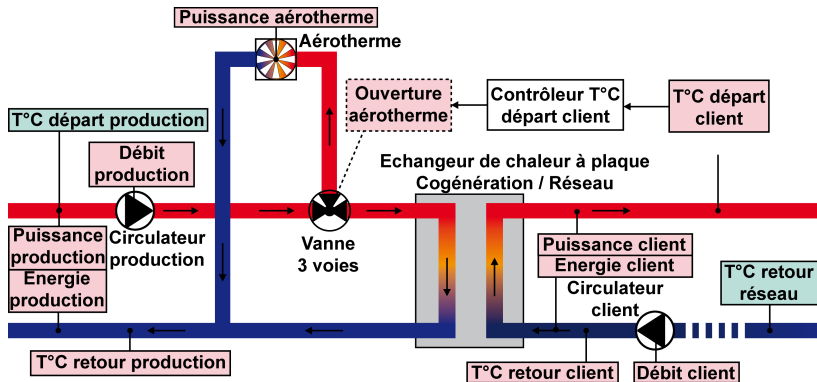 Puissance aérotherme
Aérotherme
Ouverture
aérotherme
Contrôleur T°C
départ client
T°C départ
client
T°C départ production
Débit
production
Echangeur de chaleur à plaque
Cogénération / Réseau
Puissance
production
Energie
production
Circulateur
production
Vanne
3 voies
Puissance client
Energie client
Circulateur
client
T°C retour
réseau
T°C retour production
T°C retour client
Débit client